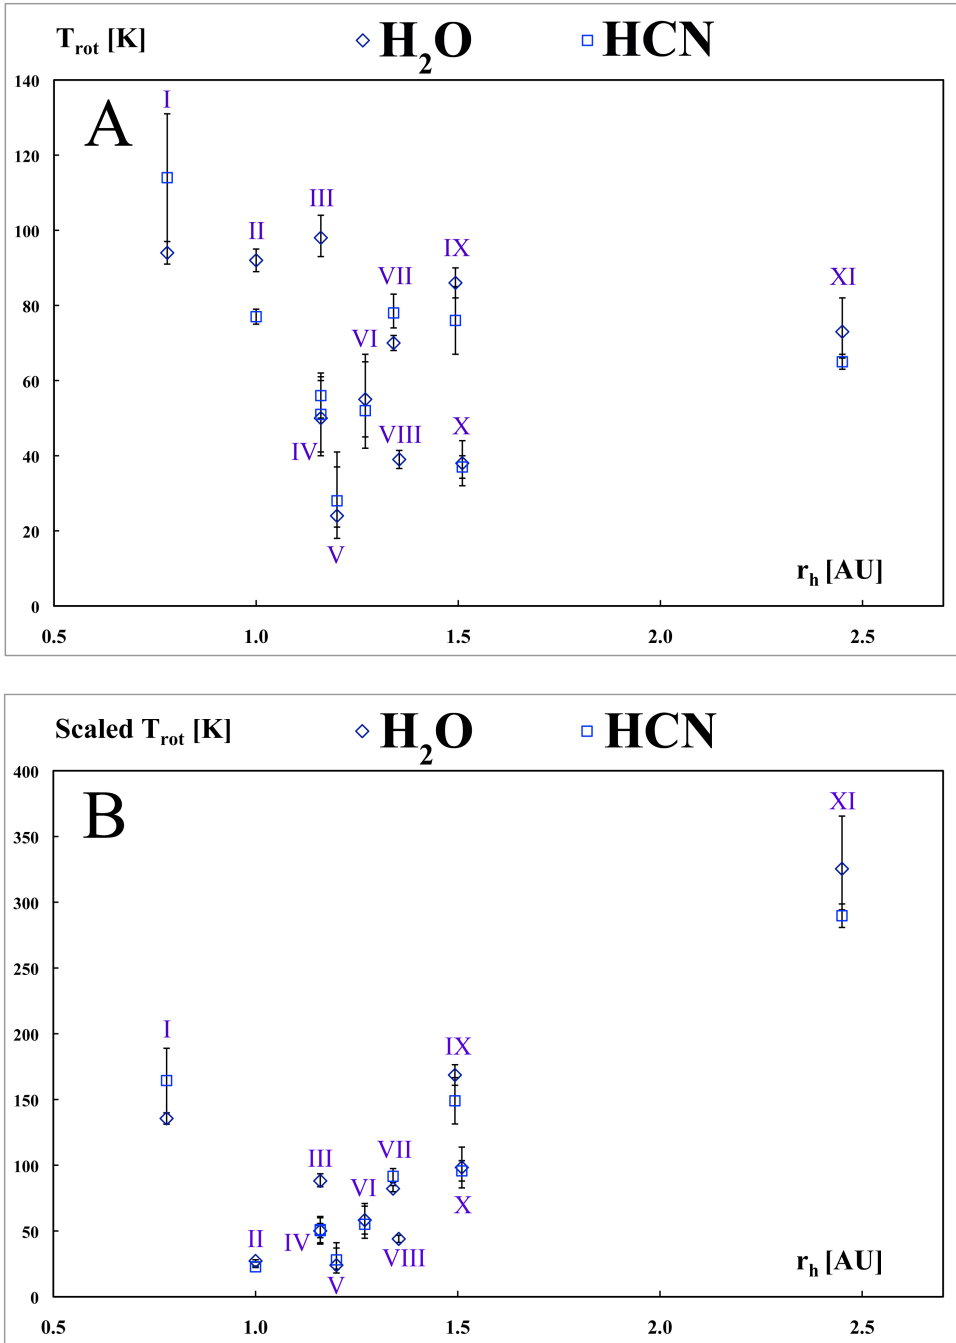 T_rot [K] H₂O HCN
140
A
I
120
III
100
II
IX
VII
XI
80
VI
60
VIII
X
IV
40
V
20
r_h [AU]
0
0.5 1.0 1.5 2.0 2.5
Scaled T_rot [K] H₂O HCN
400
B
XI
350
300
250
200
I
IX
150
VII
III
100
VI
X
II
IV
50
VIII
V
r_h [AU]
0
0.5 1.0 1.5 2.0 2.5